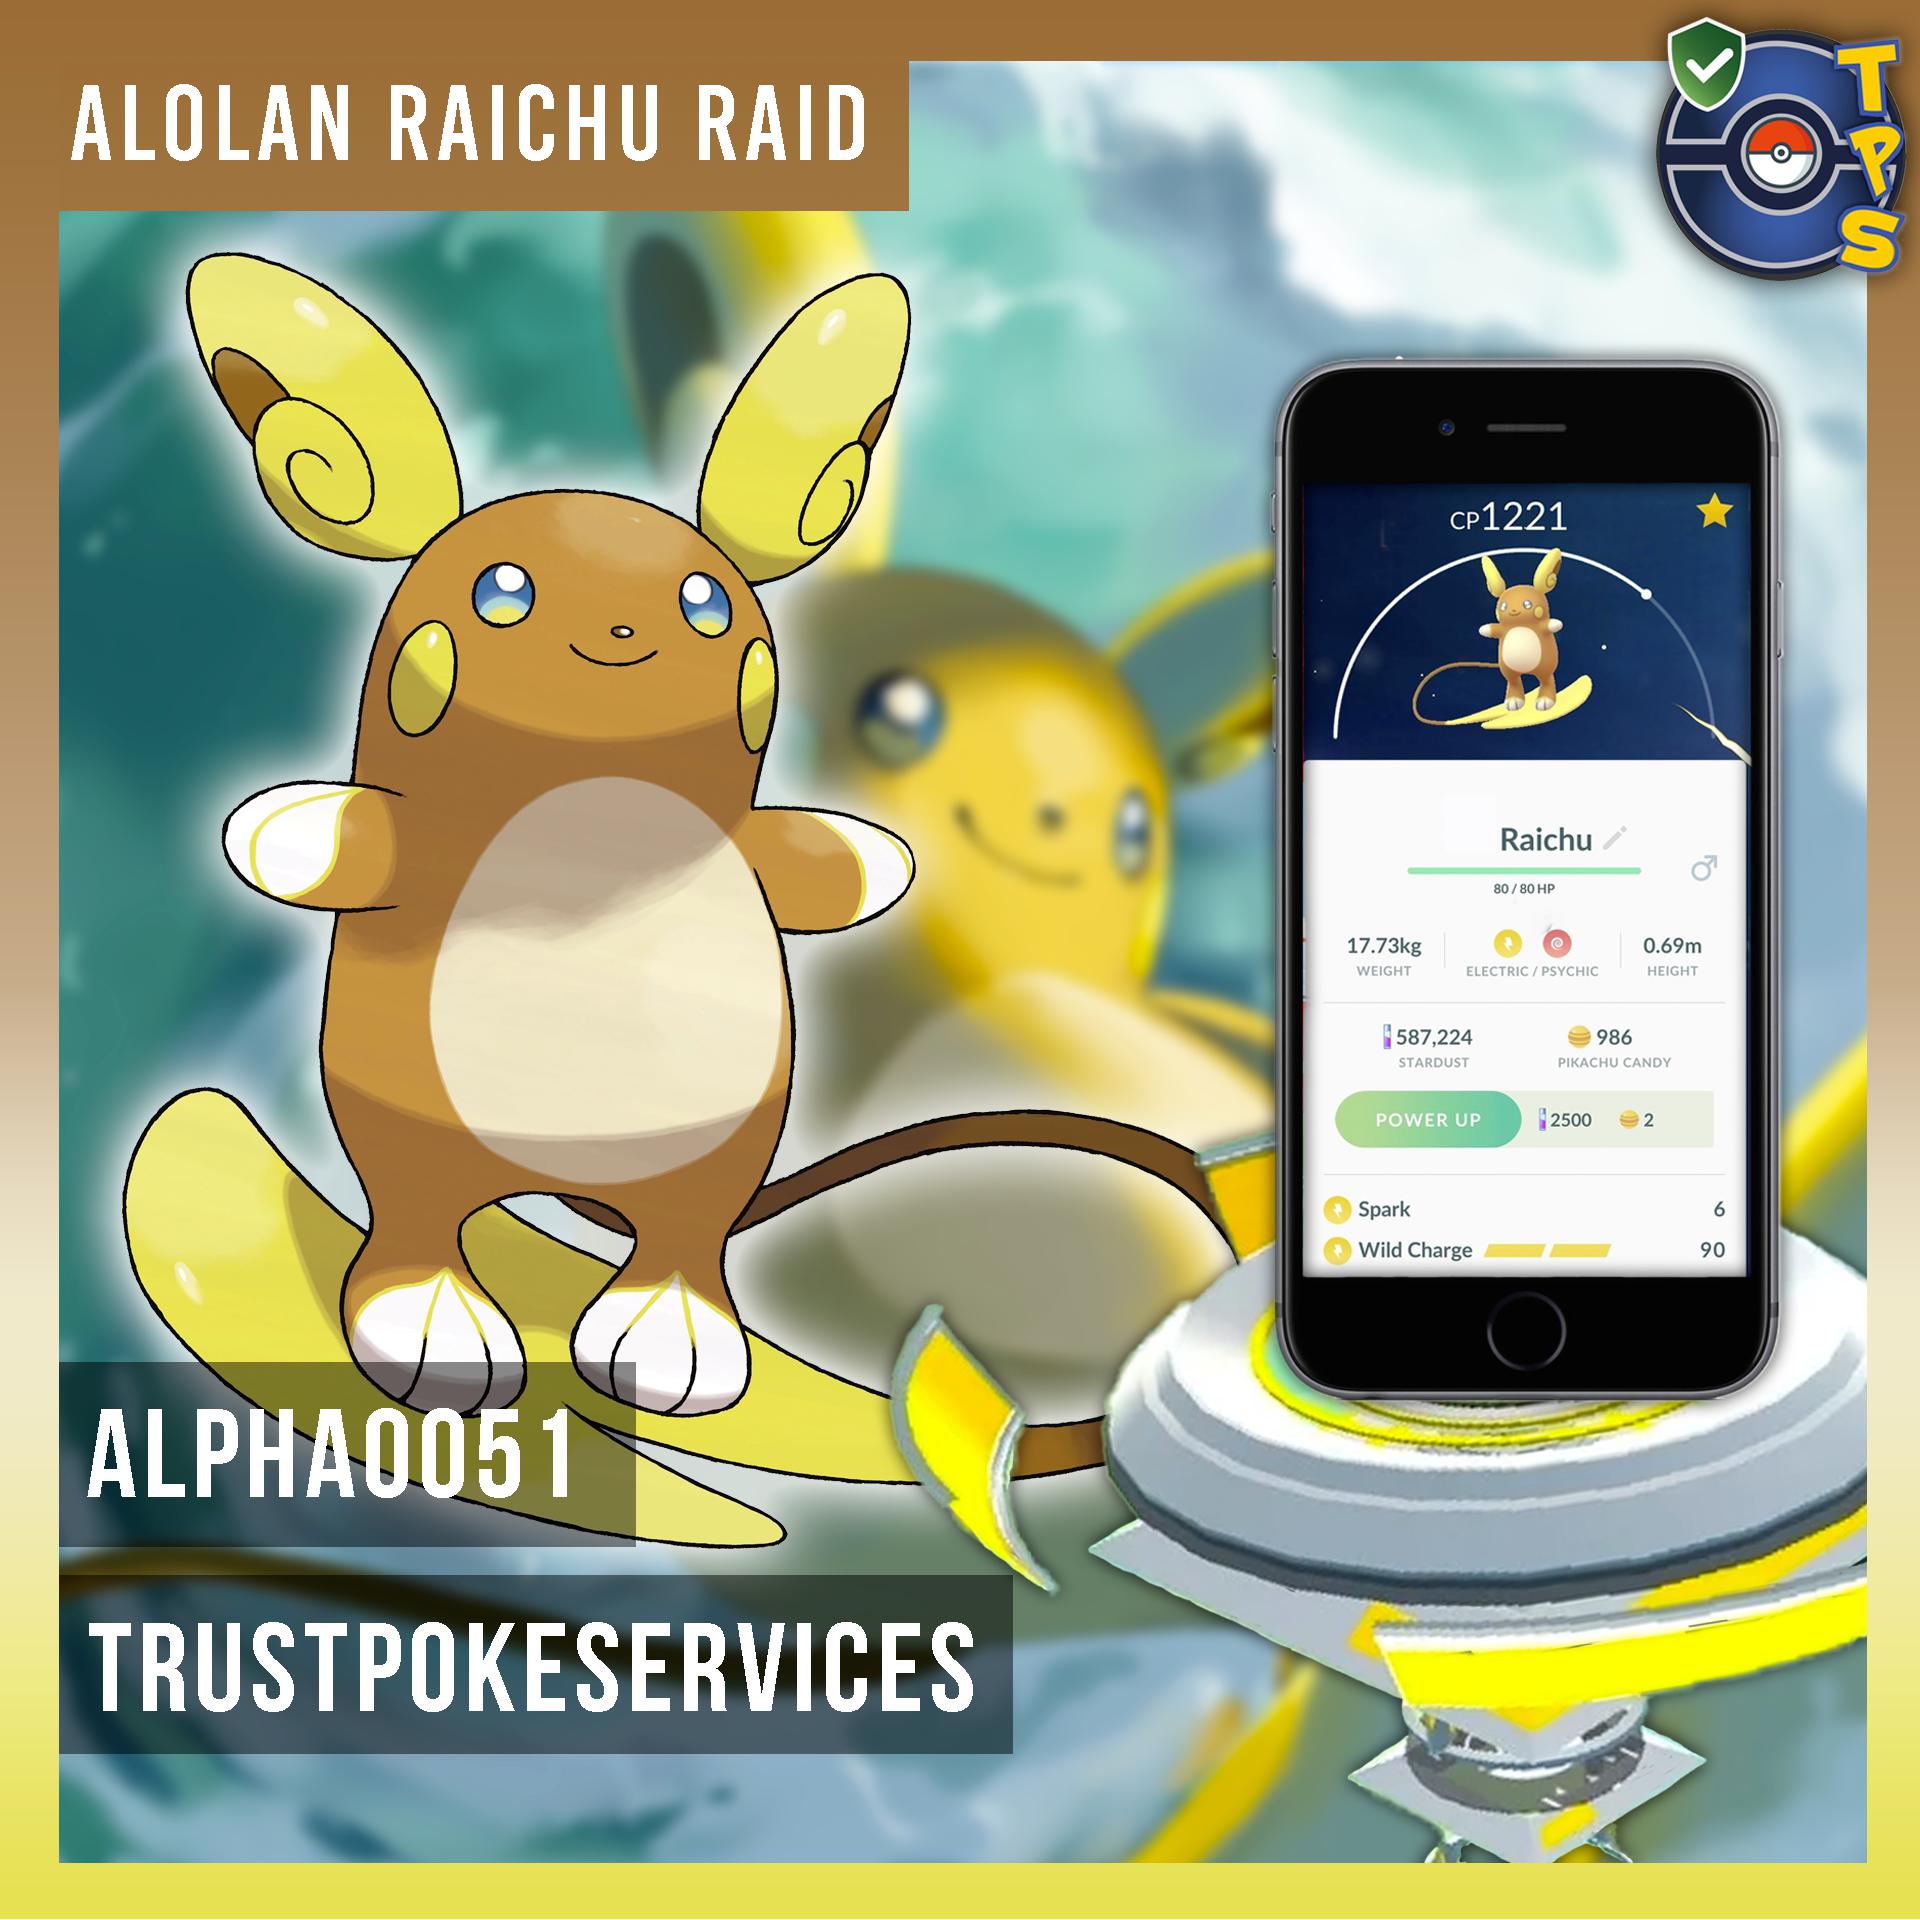 ALOLAN RAICHU RAID
TPS
CP1221
Raichu
80 / 80 HP
17.73kg
WEIGHT
ELECTRIC / PSYCHIC
0.69m
HEIGHT
587,224
STARDUST
986
PIKACHU CANDY
POWER UP
2500
2
Spark 6
Wild Charge 90
ALPHA0051
TRUSTPOKESERVICES